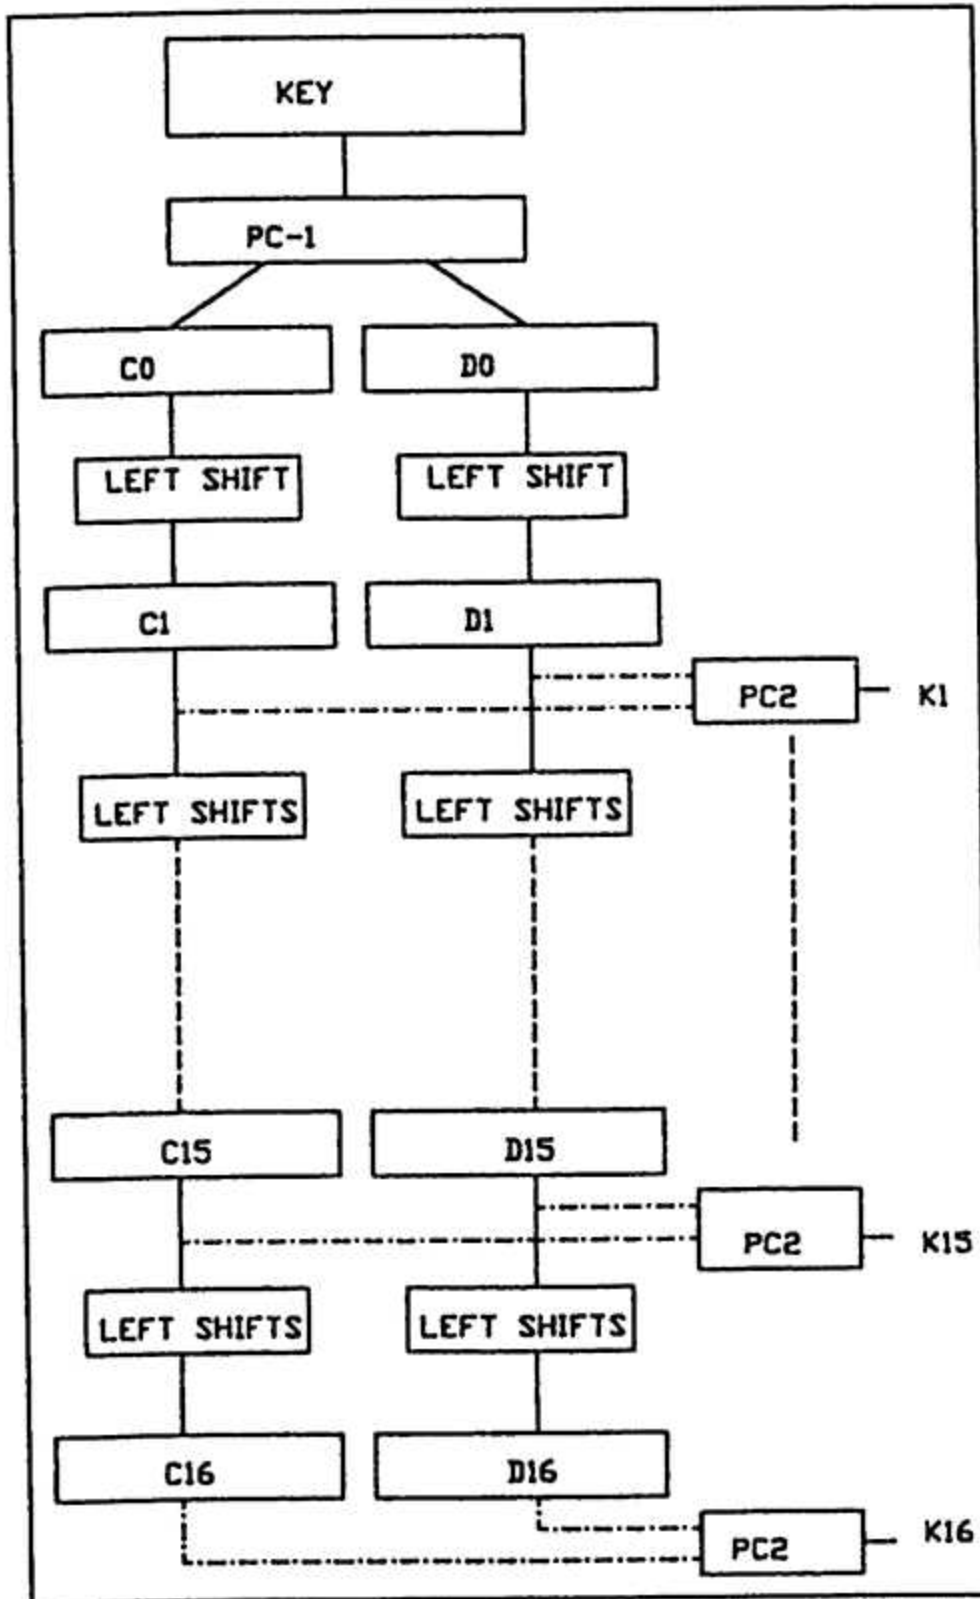 KEY
PC-1
C0
D0
LEFT SHIFT
LEFT SHIFT
C1
D1
PC2
K1
LEFT SHIFTS
LEFT SHIFTS
C15
D15
PC2
K15
LEFT SHIFTS
LEFT SHIFTS
C16
D16
PC2
K16